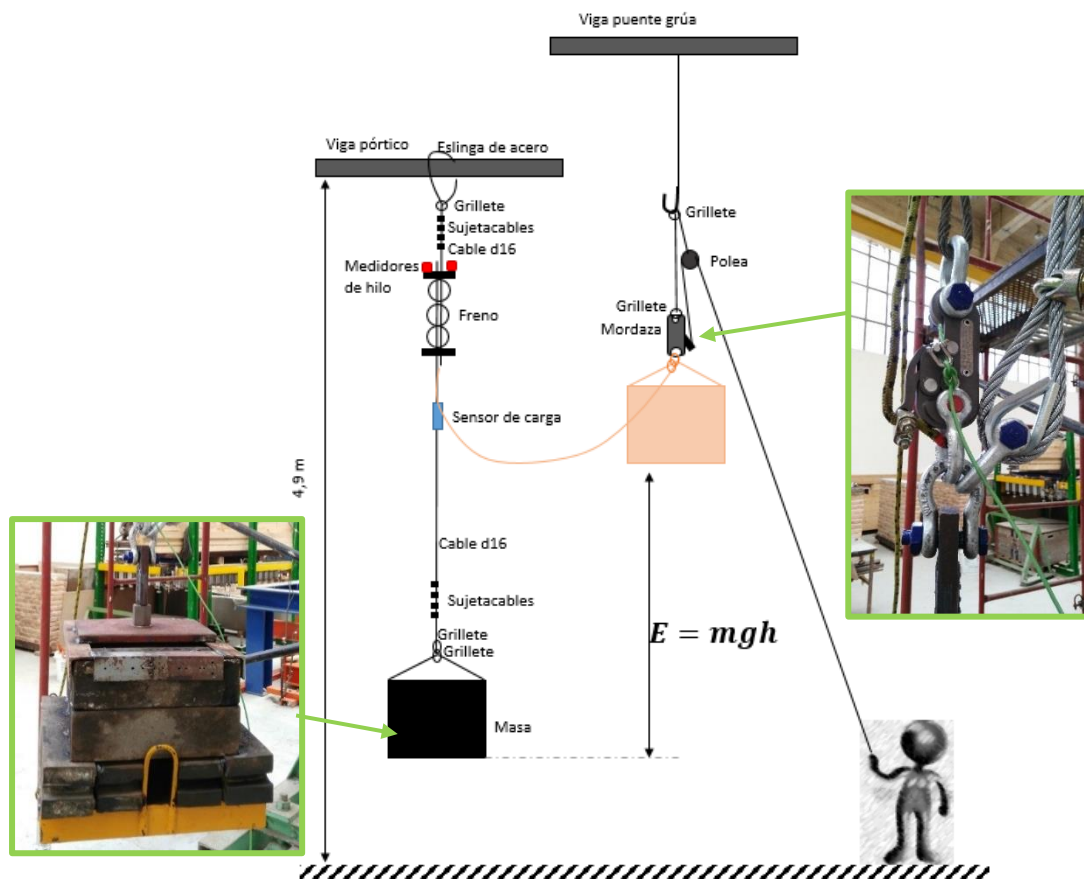 Viga puente grúa
Viga pórtico
Eslinga de acero
Grillete
Sujetacables
Cable d16
Medidores
de hilo
Freno
Sensor de carga
4,9 m
Cable d16
Sujetacables
Grillete
Grillete
Masa
Grillete
Polea
Grillete
Mordaza
E = mgh